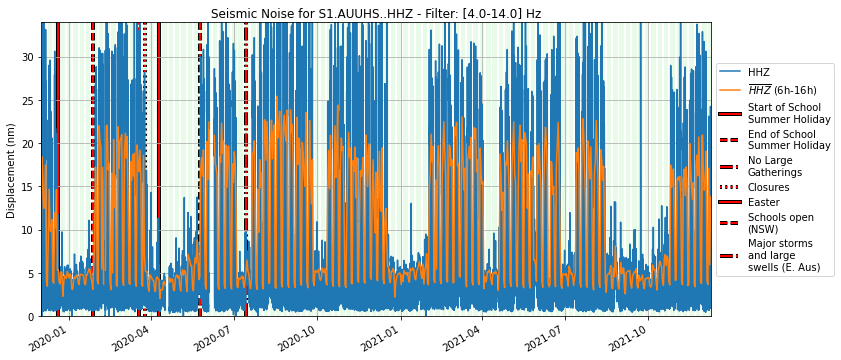 Seismic Noise for S1.AUUHS..HHZ - Filter: [4.0-14.0] Hz
Displacement (nm)
30
25
20
15
10
5
0
2020-01
2020-04
2020-07
2020-10
2021-01
2021-04
2021-07
2021-10
HHZ
HHZ (6h-16h)
Start of School
Summer Holiday
End of School
Summer Holiday
No Large
Gatherings
Closures
Easter
Schools open
(NSW)
Major storms
and large
swells (E. Aus)